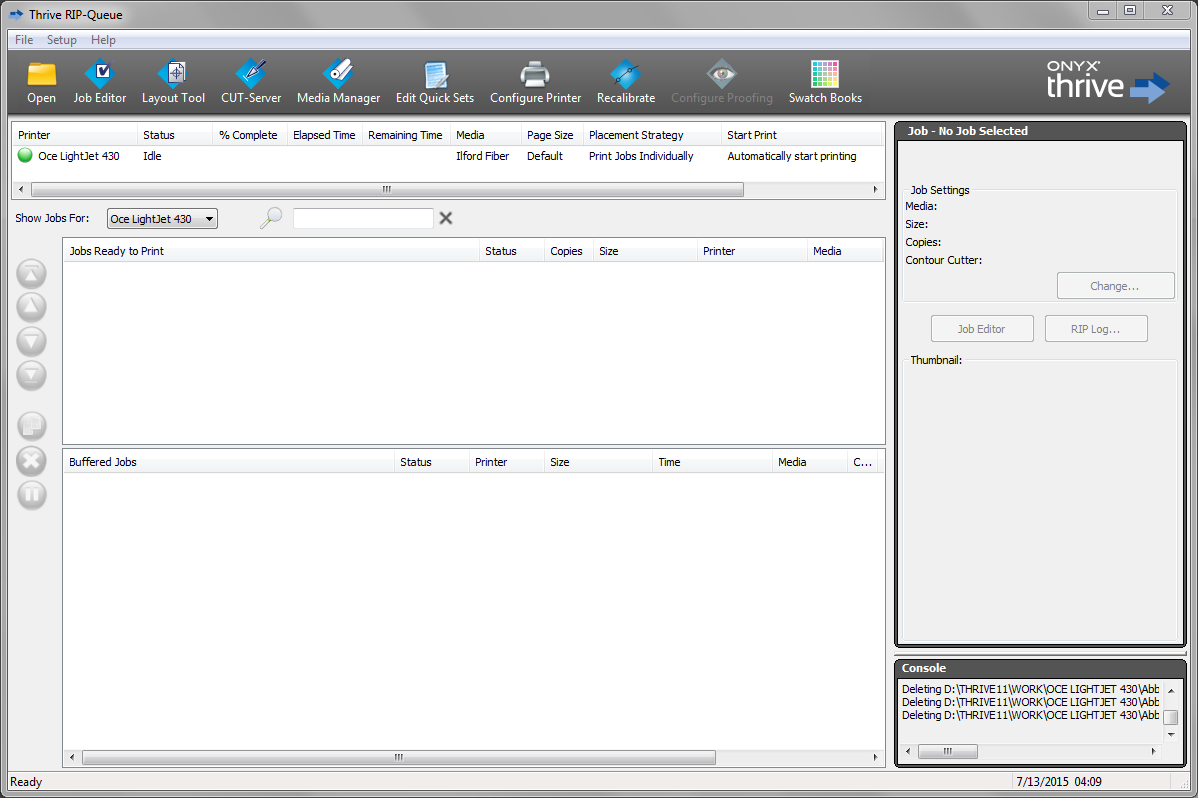 Thrive RIP-Queue
File Setup Help
Open Job Editor Layout Tool CUT-Server Media Manager Edit Quick Sets Configure Printer Recalibrate Configure Proofing Swatch Books
ONYX® thrive
Printer Status % Complete Elapsed Time Remaining Time Media Page Size Placement Strategy Start Print
Oce LightJet 430 Idle Ilford Fiber Default Print Jobs Individually Automatically start printing
Show Jobs For: Oce LightJet 430
Jobs Ready to Print Status Copies Size Printer Media
Buffered Jobs Status Printer Size Time Media C...
Job - No Job Selected
Job Settings
Media:
Size:
Copies:
Contour Cutter:
Change...
Job Editor RIP Log...
Thumbnail:
Console
Deleting D:\THRIVE11\WORK\OCE LIGHTJET 430\Abb
Deleting D:\THRIVE11\WORK\OCE LIGHTJET 430\Abb
Deleting D:\THRIVE11\WORK\OCE LIGHTJET 430\Abb
Ready 7/13/2015 04:09